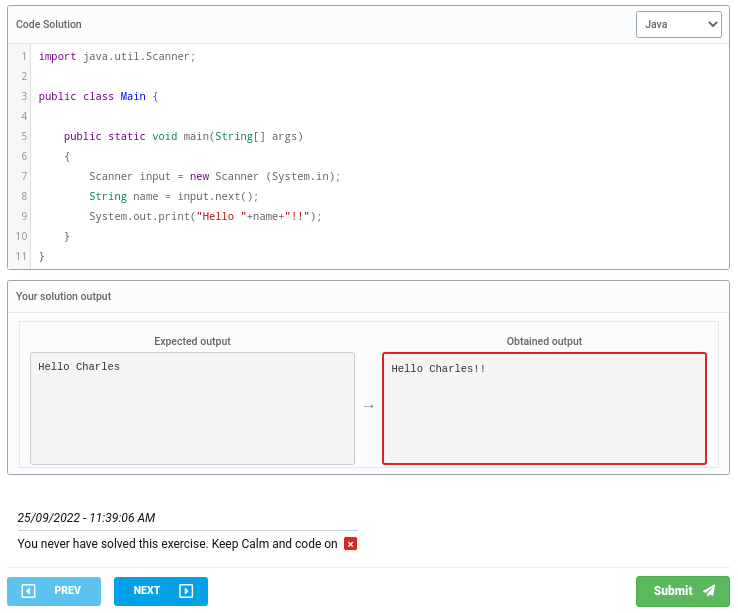 Code Solution
Java
1 import java.util.Scanner;
2
3 public class Main {
4
5     public static void main(String[] args)
6     {
7         Scanner input = new Scanner (System.in);
8         String name = input.next();
9         System.out.print("Hello "+name+"!!");
10     }
11 }
Your solution output
Expected output
Obtained output
Hello Charles
→
Hello Charles!!
25/09/2022 - 11:39:06 AM
You never have solved this exercise. Keep Calm and code on
PREV
NEXT
Submit